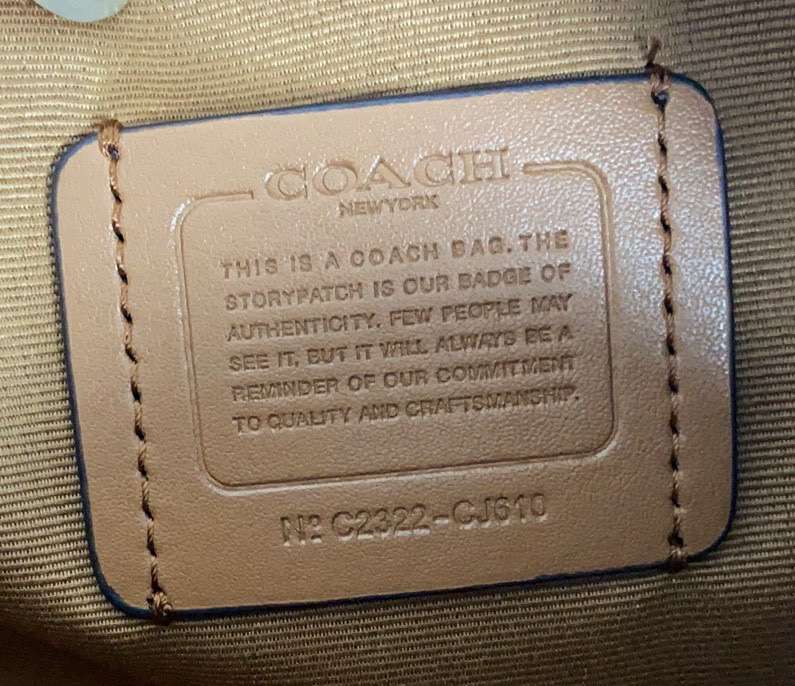 COACH
NEWYORK
THIS IS A COACH BAG. THE
STORYPATCH IS OUR BADGE OF
AUTHENTICITY. FEW PEOPLE MAY
SEE IT, BUT IT WILL ALWAYS BE A
REMINDER OF OUR COMMITMENT
TO QUALITY AND CRAFTSMANSHIP.
Nº C2322-CJ610